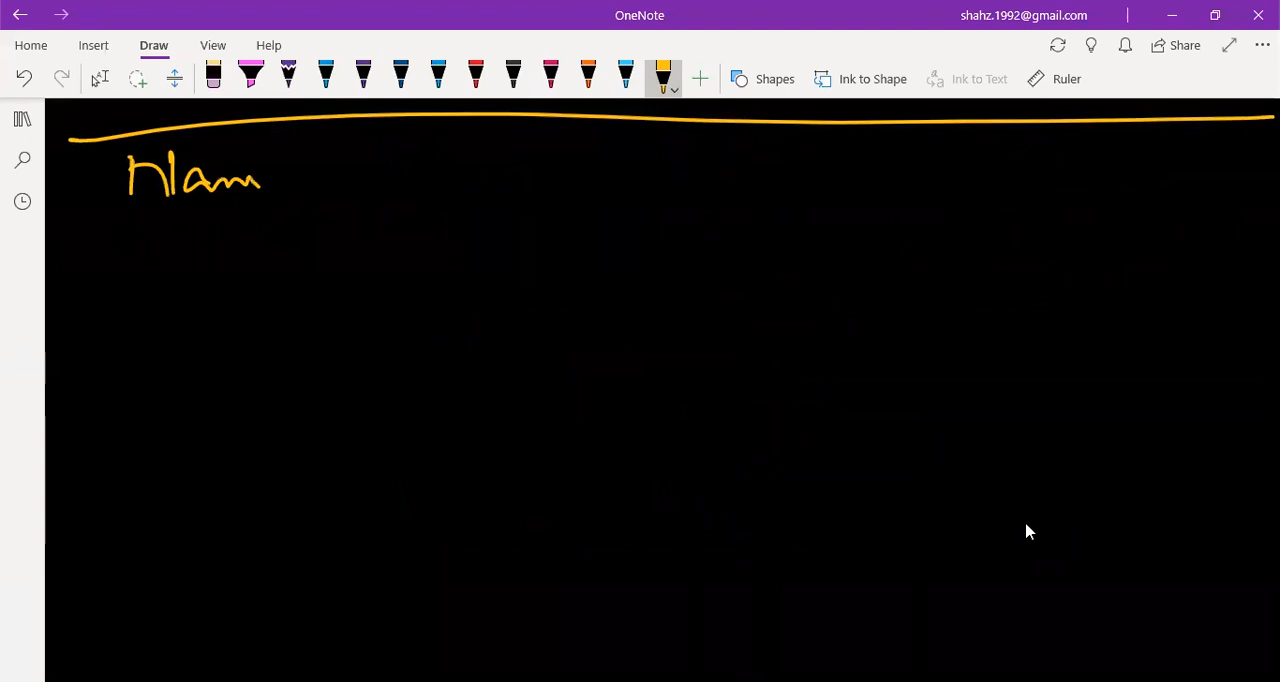 OneNote
shahz.1992@gmail.com
Home Insert Draw View Help
Share
Shapes Ink to Shape Ink to Text Ruler
Nam